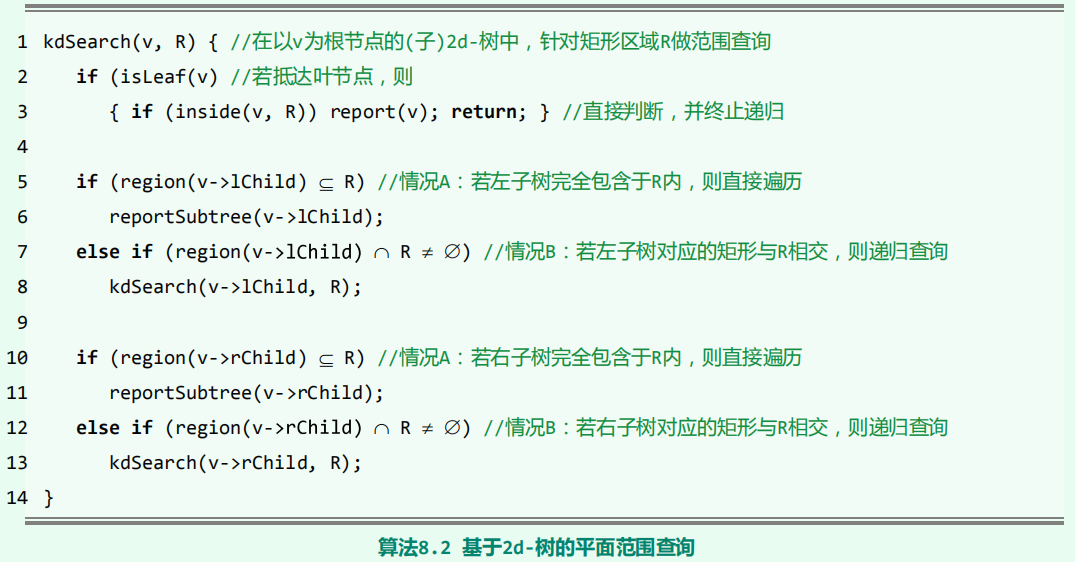 1 kdSearch(v, R) { //在以v为根节点的(子)2d-树中，针对矩形区域R做范围查询
2 if (isLeaf(v) //若抵达叶节点，则
3 { if (inside(v, R)) report(v); return; } //直接判断，并终止递归
4
5 if (region(v->lChild) ⊆ R) //情况A：若左子树完全包含于R内，则直接遍历
6 reportSubtree(v->lChild);
7 else if (region(v->lChild) ∩ R ≠ ∅) //情况B：若左子树对应的矩形与R相交，则递归查询
8 kdSearch(v->lChild, R);
9
10 if (region(v->rChild) ⊆ R) //情况A：若右子树完全包含于R内，则直接遍历
11 reportSubtree(v->rChild);
12 else if (region(v->rChild) ∩ R ≠ ∅) //情况B：若右子树对应的矩形与R相交，则递归查询
13 kdSearch(v->rChild, R);
14 }
算法8.2 基于2d-树的平面范围查询